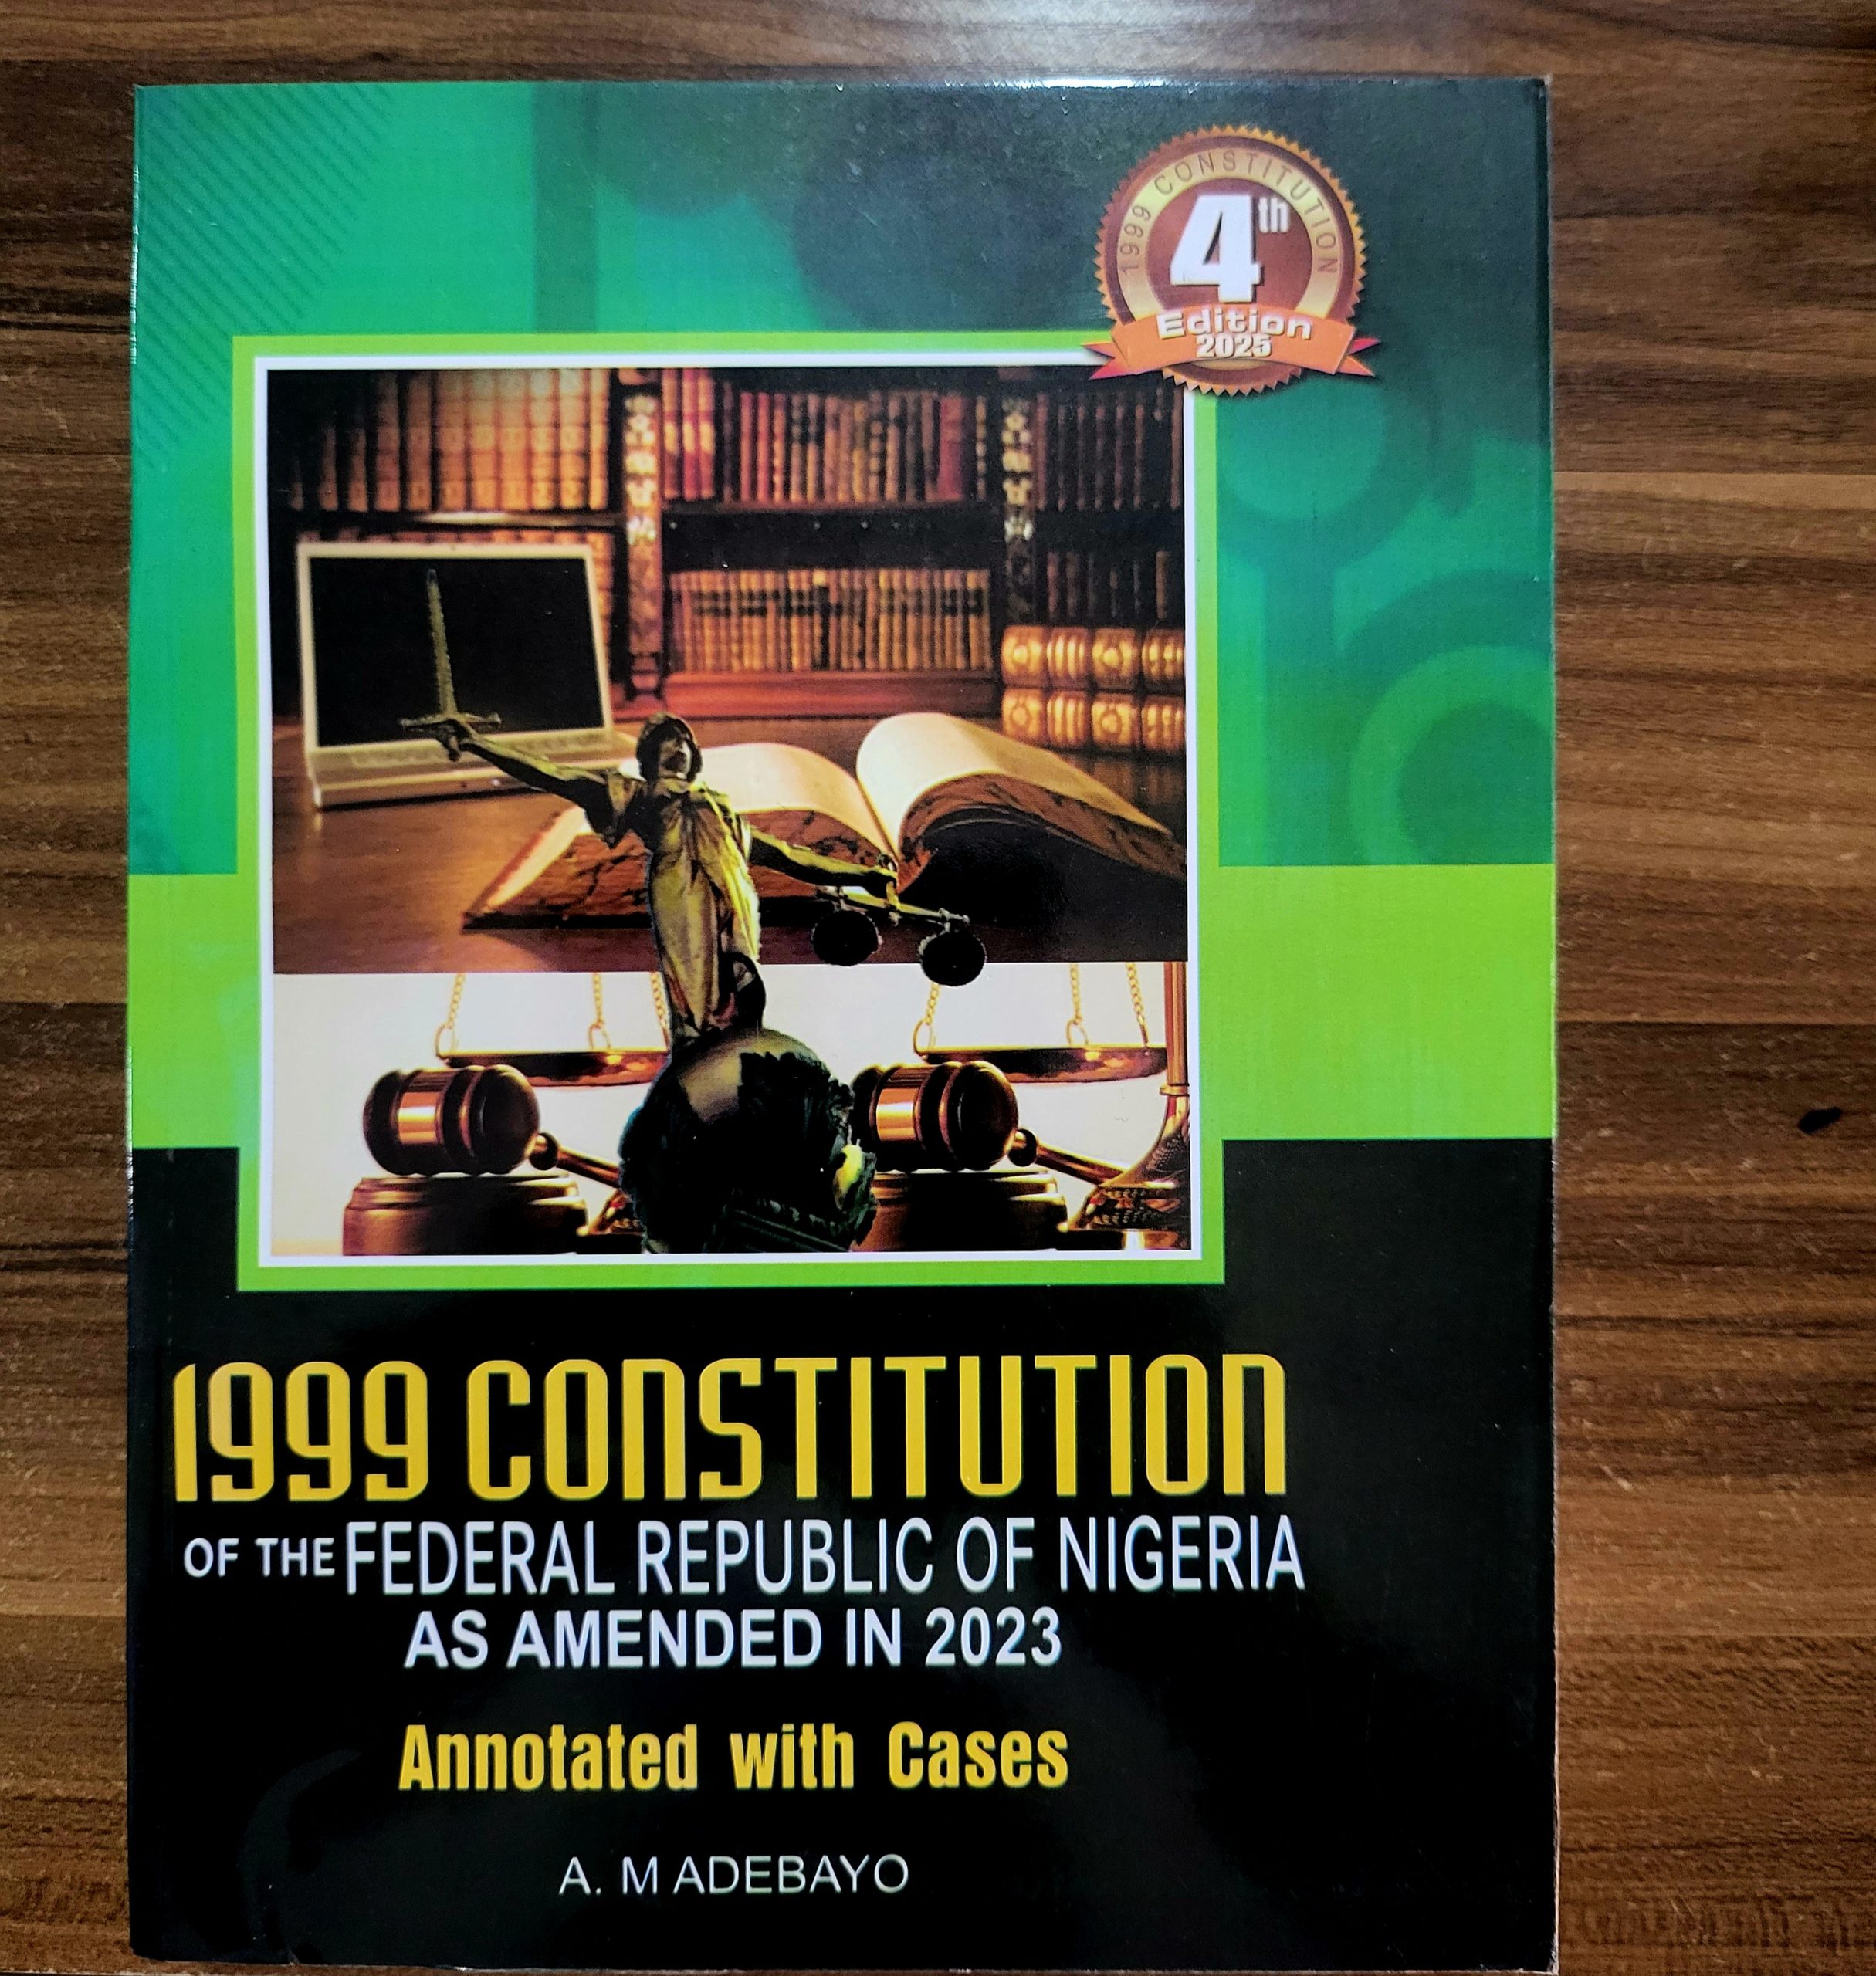 1999 CONSTITUTION
4th
Edition
2025
1999 CONSTITUTION
OF THE FEDERAL REPUBLIC OF NIGERIA
AS AMENDED IN 2023
Annotated with Cases
A. M ADEBAYO